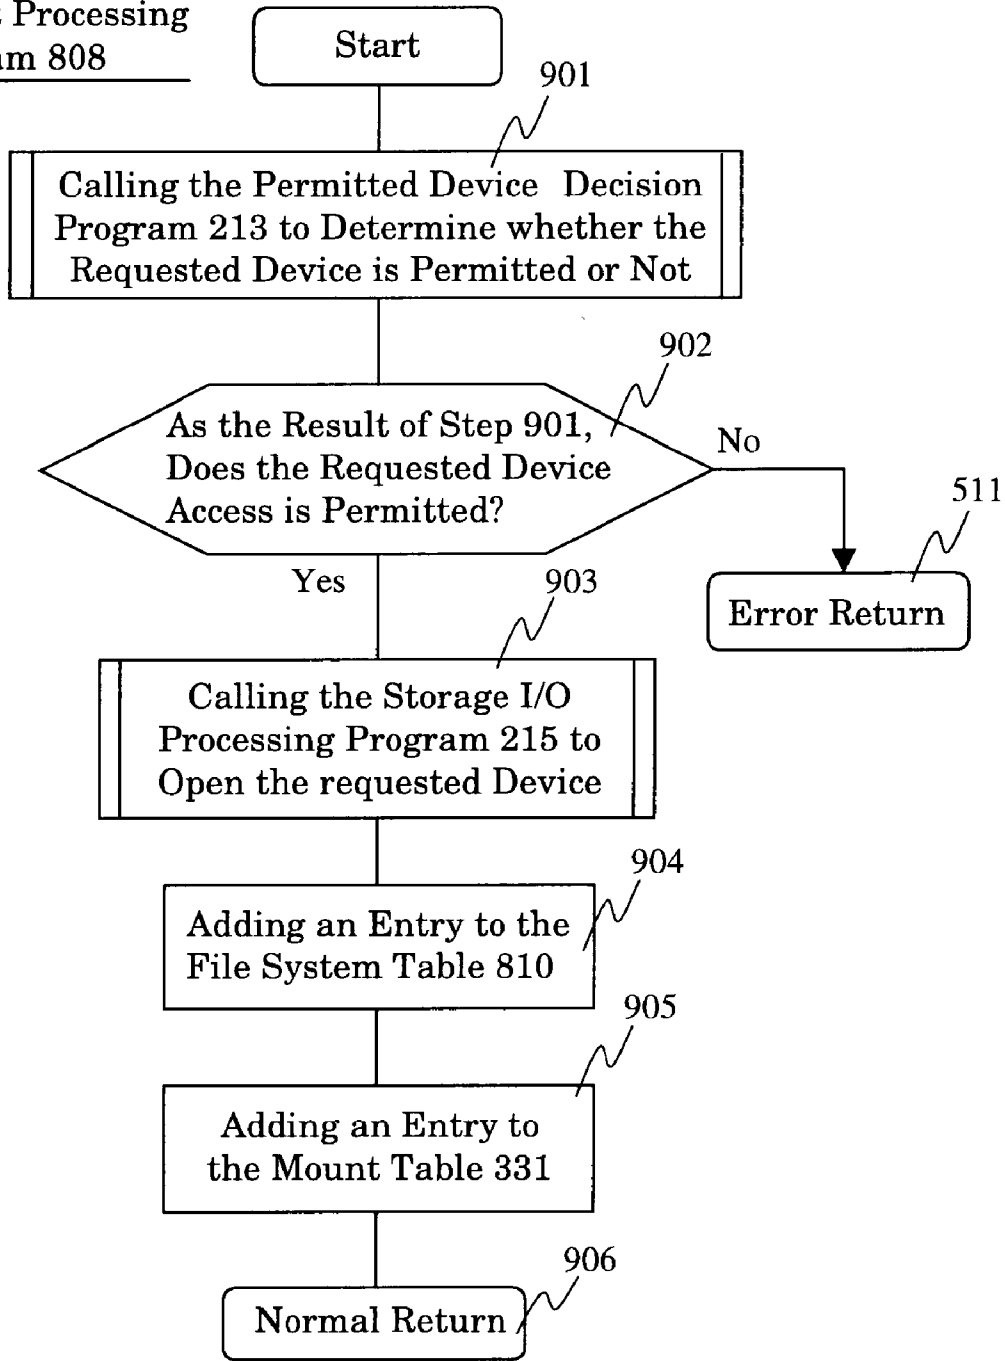 Processing
808
Start
901
Calling the Permitted Device Decision
Program 213 to Determine whether the
Requested Device is Permitted or Not
902
As the Result of Step 901,
Does the Requested Device
Access is Permitted?
No
511
Error Return
Yes
903
Calling the Storage I/O
Processing Program 215 to
Open the requested Device
904
Adding an Entry to the
File System Table 810
905
Adding an Entry to
the Mount Table 331
906
Normal Return